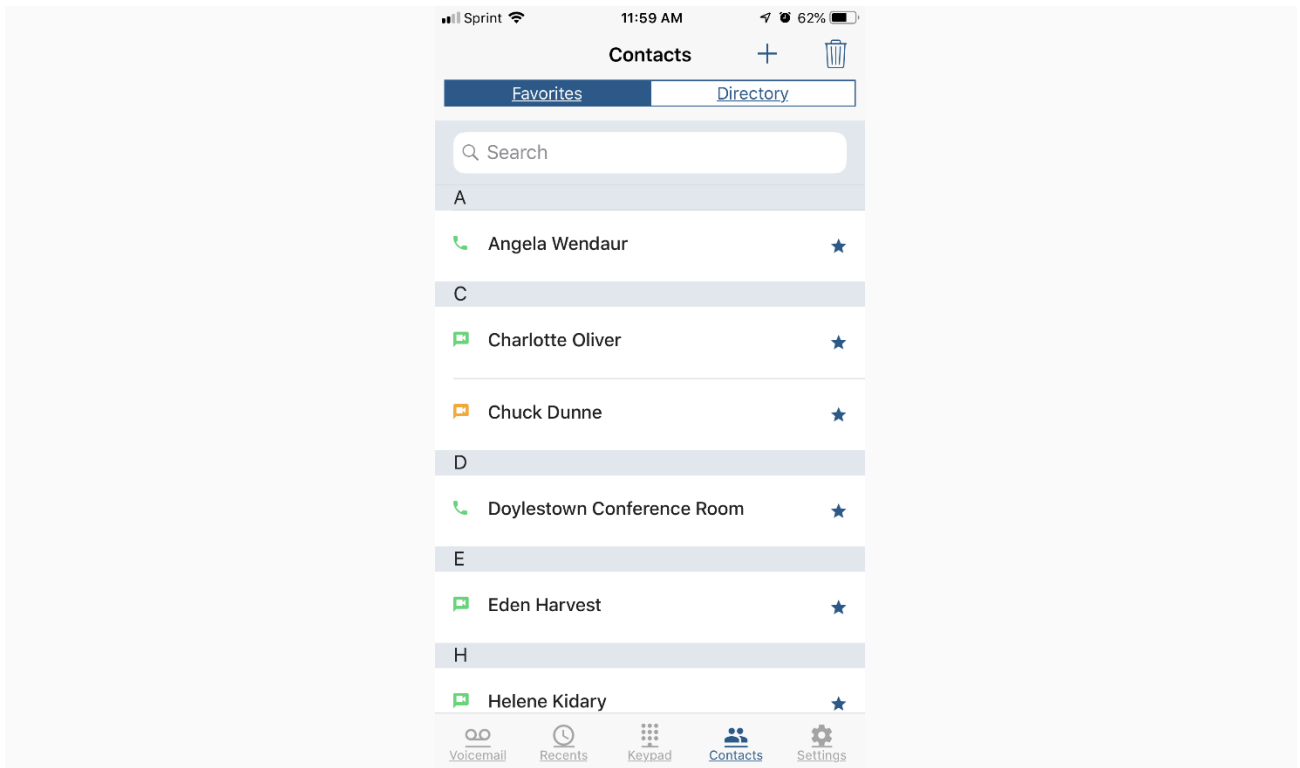 Sprint 11:59 AM 62%
Contacts
Favorites Directory
Search
A
Angela Wendaur
C
Charlotte Oliver
Chuck Dunne
D
Doylestown Conference Room
E
Eden Harvest
H
Helene Kidary
Voicemail Recents Keypad Contacts Settings